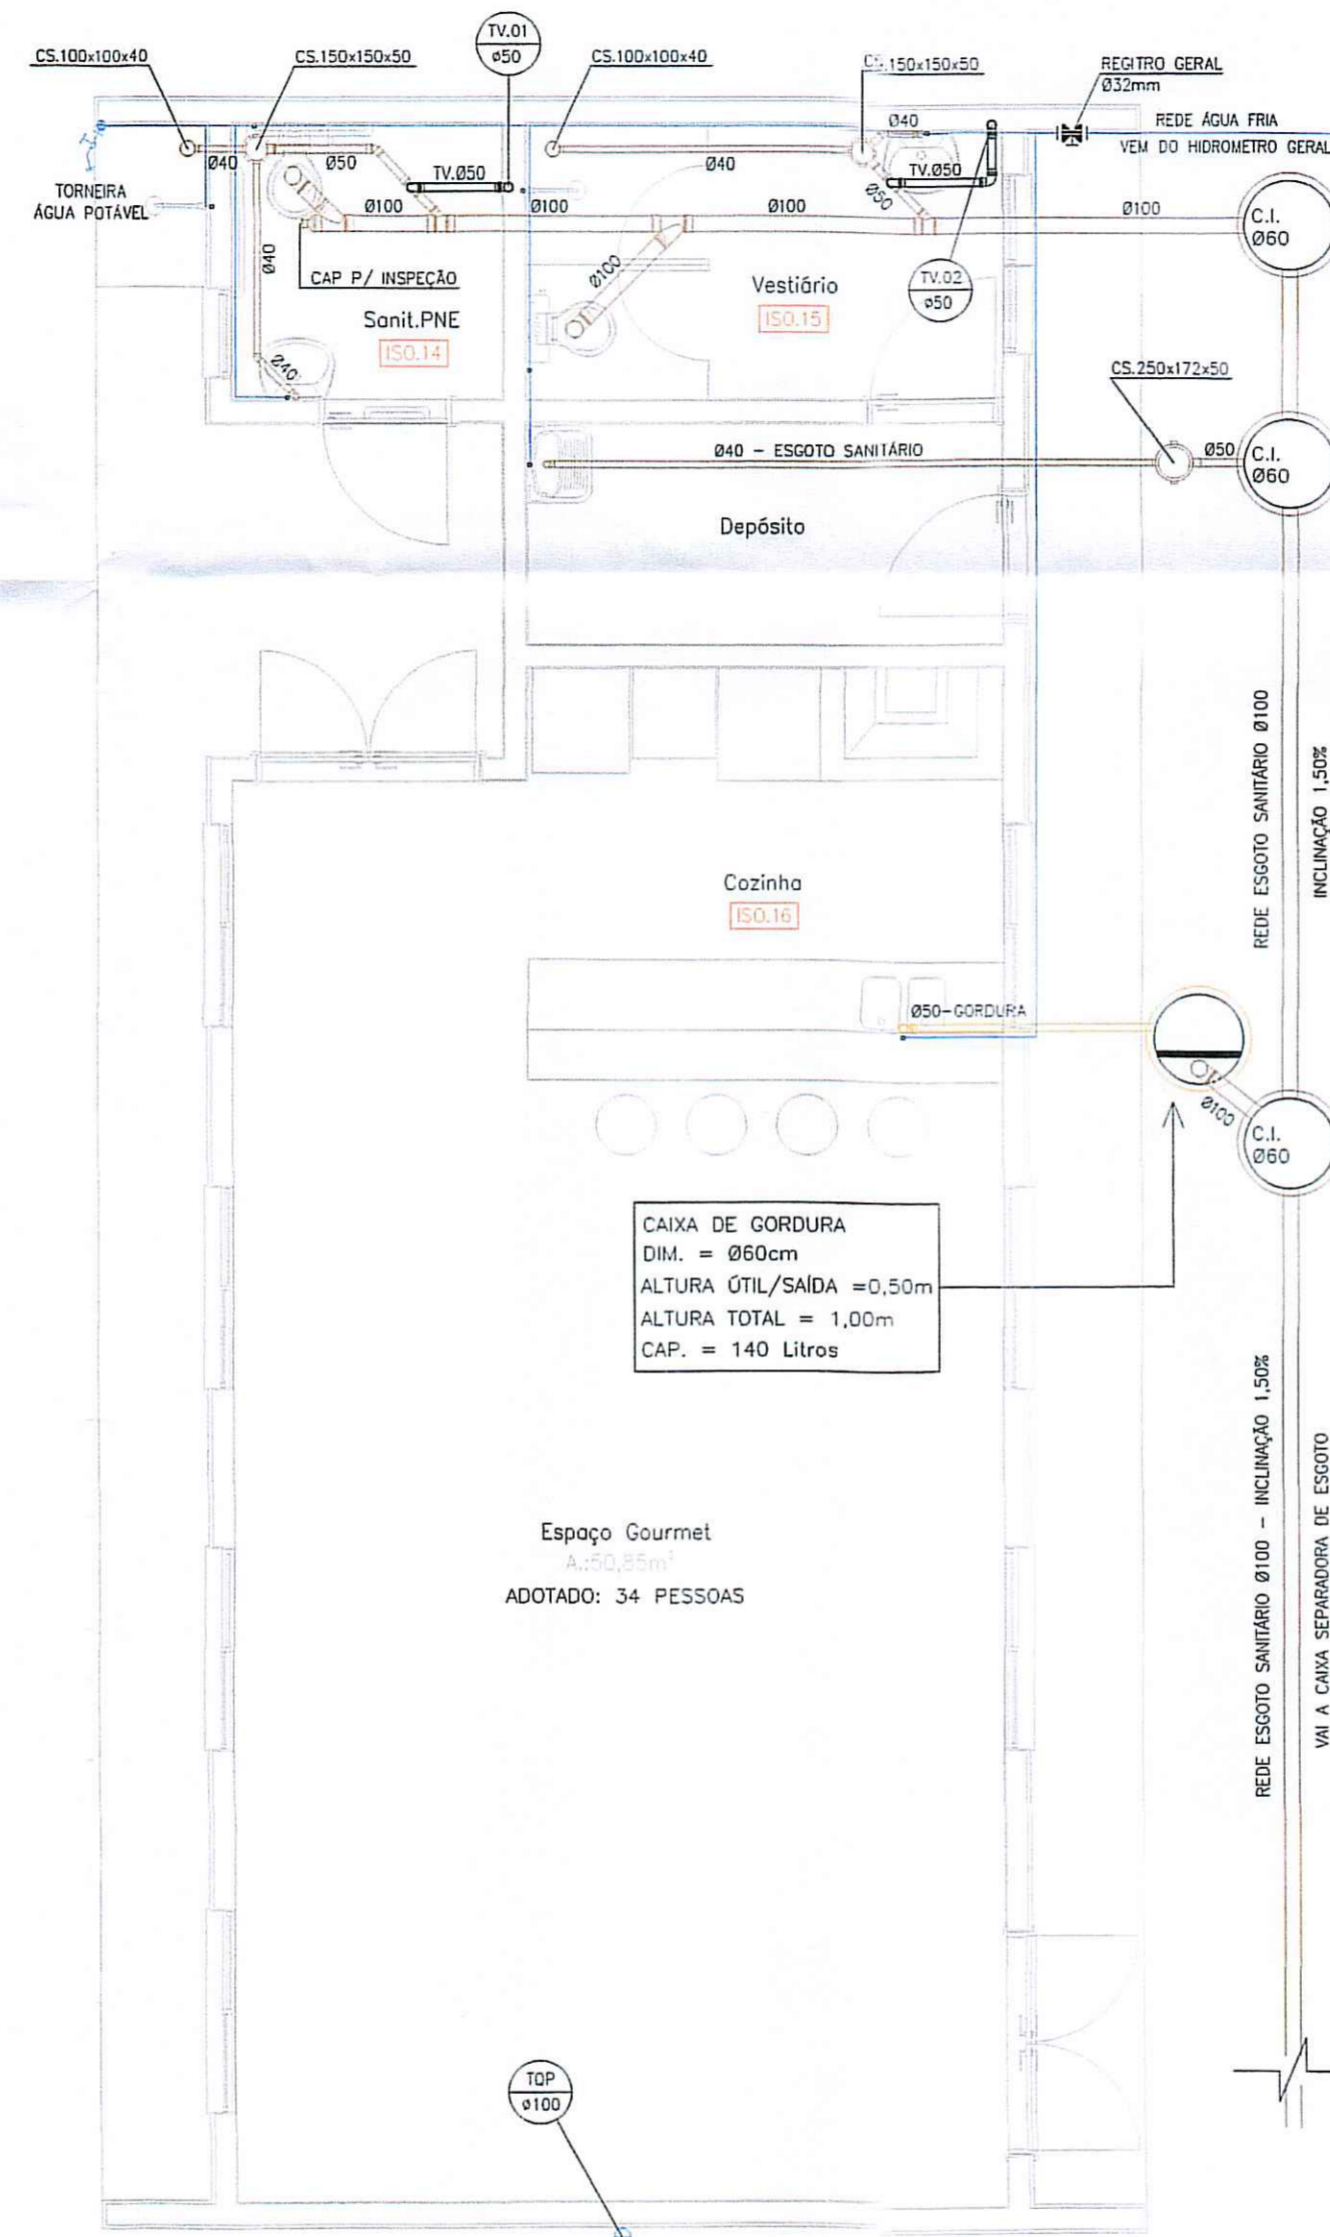 TV.01
ø50
CS.100x100x40
CS.150x150x50
CS.100x100x40
CS.150x150x50
REGITRO GERAL
Ø32mm
REDE ÁGUA FRIA
VEM DO HIDROMETRO GERAL
Ø40
Ø40
Ø50
Ø40
TV.Ø50
TV.Ø50
Ø50
TORNEIRA
ÁGUA POTÁVEL
Ø100
Ø100
Ø100
Ø100
C.I.
Ø60
Ø40
CAP P/ INSPEÇÃO
Ø100
Vestiário
ISO.15
TV.02
ø50
Sanit.PNE
ISO.14
Ø40
CS.250x172x50
Ø40 - ESGOTO SANITÁRIO
Ø50
C.I.
Ø60
Depósito
REDE ESGOTO SANITÁRIO Ø100
INCLINAÇÃO 1,50%
Cozinha
ISO.16
Ø50-GORDURA
Ø100
C.I.
Ø60
CAIXA DE GORDURA
DIM. = Ø60cm
ALTURA ÚTIL/SAÍDA =0,50m
ALTURA TOTAL = 1,00m
CAP. = 140 Litros
REDE ESGOTO SANITÁRIO Ø100 - INCLINAÇÃO 1,50%
VAI A CAIXA SEPARADORA DE ESGOTO
Espaço Gourmet
A.:50,85m²
ADOTADO: 34 PESSOAS
TQP
ø100